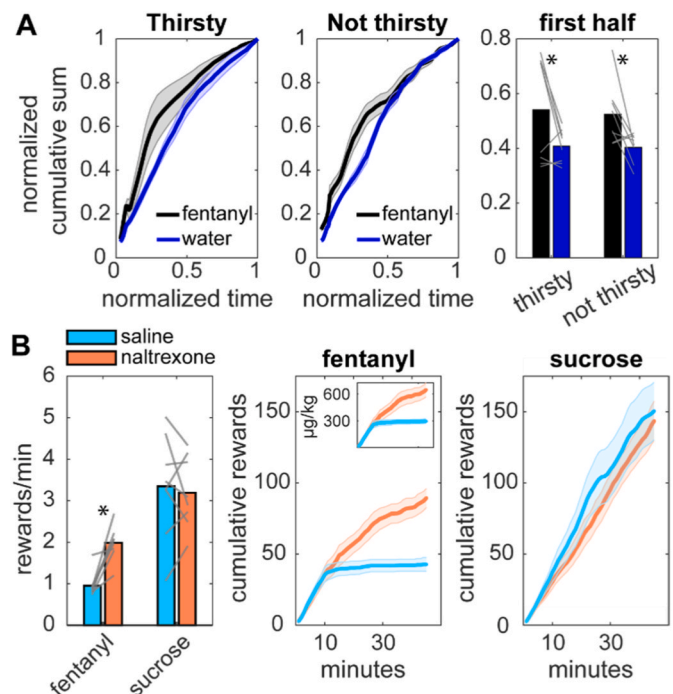 A
Thirsty
Not thirsty
first half
normalized
cumulative sum
1
0.8
0.6
0.4
0.2
0
0.5
1
fentanyl
water
normalized time
1
0.8
0.6
0.4
0.2
0
0.5
1
fentanyl
water
normalized time
0.8
0.6
0.4
0.2
0
*
*
thirsty
not thirsty
B
saline
naltrexone
rewards/min
6
5
4
3
2
1
0
*
fentanyl
sucrose
fentanyl
cumulative rewards
150
100
50
0
µg/kg
600
300
10
30
minutes
sucrose
cumulative rewards
150
100
50
0
10
30
minutes